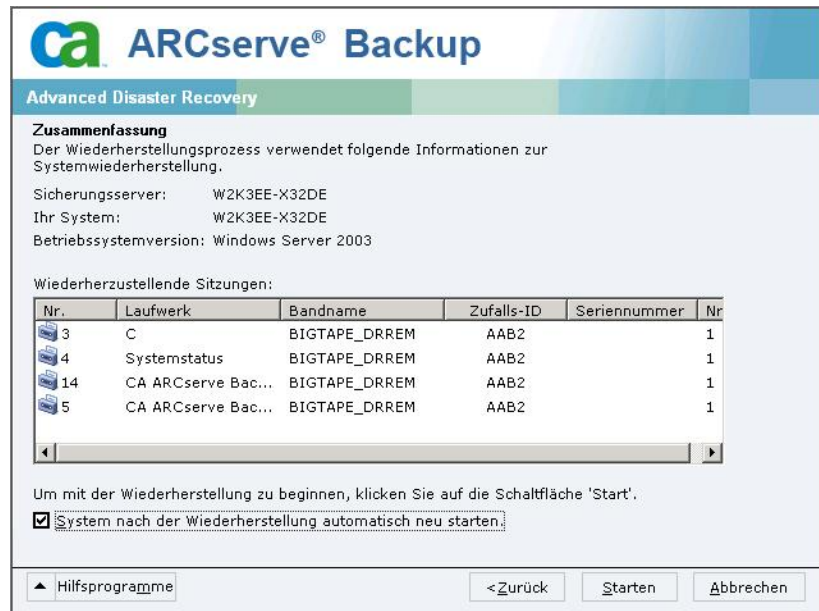 ca ARCserve® Backup
Advanced Disaster Recovery
Zusammenfassung
Der Wiederherstellungsprozess verwendet folgende Informationen zur
Systemwiederherstellung.
Sicherungsserver: W2K3EE-X32DE
Ihr System: W2K3EE-X32DE
Betriebssystemversion: Windows Server 2003
Wiederherzustellende Sitzungen:
Nr. Laufwerk Bandname Zufalls-ID Seriennummer Nr
3 C BIGTAPE_DRREM AAB2 1
4 Systemstatus BIGTAPE_DRREM AAB2 1
14 CA ARCserve Bac... BIGTAPE_DRREM AAB2 1
5 CA ARCserve Bac... BIGTAPE_DRREM AAB2 1
Um mit der Wiederherstellung zu beginnen, klicken Sie auf die Schaltfläche 'Start'.
System nach der Wiederherstellung automatisch neu starten.
Hilfsprogramme <Zurück Starten Abbrechen